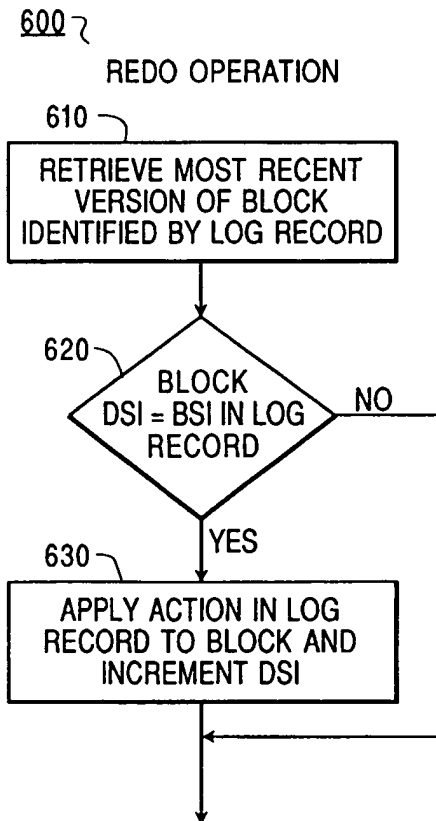 600
REDO OPERATION
610
RETRIEVE MOST RECENT
VERSION OF BLOCK
IDENTIFIED BY LOG RECORD
620
BLOCK
DSI = BSI IN LOG
RECORD
NO
YES
630
APPLY ACTION IN LOG
RECORD TO BLOCK AND
INCREMENT DSI